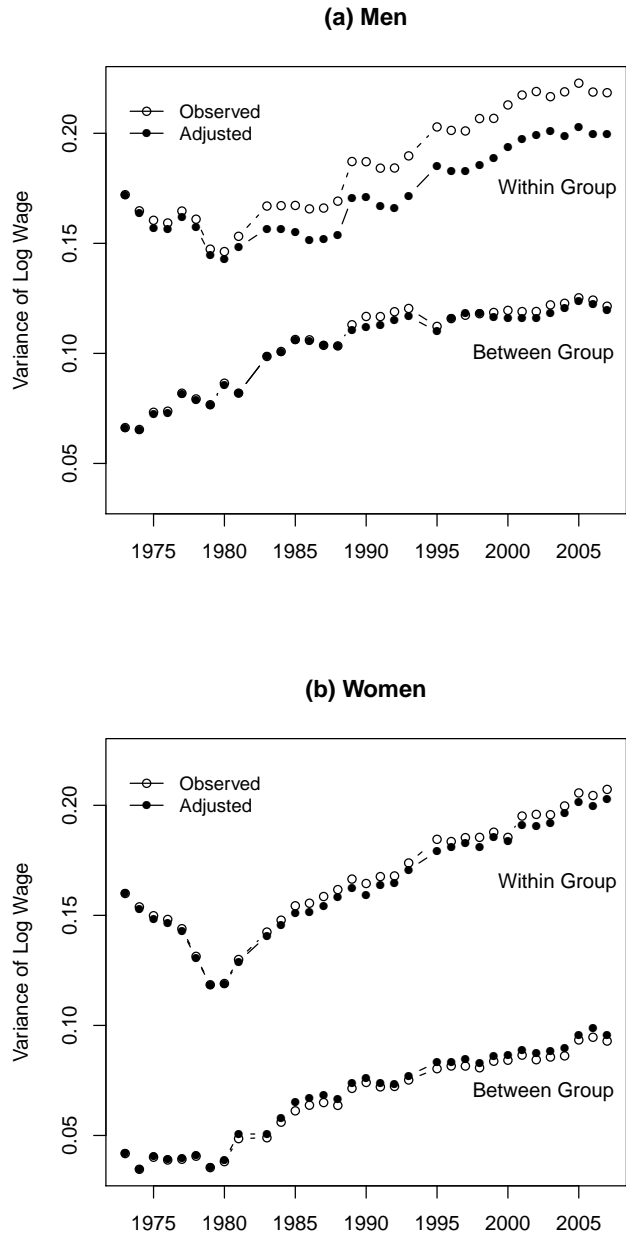 (a) Men
Observed
Adjusted
Within Group
Between Group
Variance of Log Wage
0.05
0.10
0.15
0.20
1975 1980 1985 1990 1995 2000 2005
(b) Women
Observed
Adjusted
Within Group
Between Group
Variance of Log Wage
0.05
0.10
0.15
0.20
1975 1980 1985 1990 1995 2000 2005